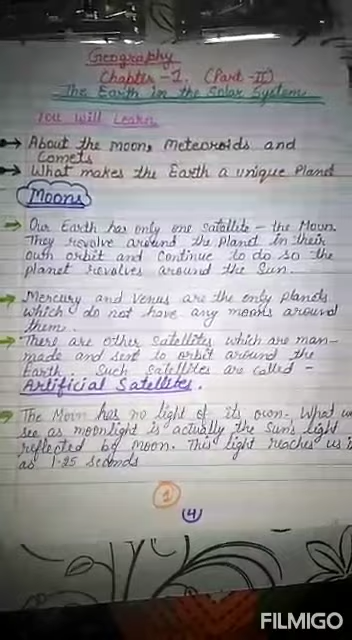 Geography
Chapter -1. (Part -II)
The Earth in the Solar System
You Will Learn
About the Moon, Meteoroids and
Comets
What makes the Earth a unique Planet
Moons
Our Earth has only one satellite - the Moon.
They revolve around the planet in their
own orbit and continue to do so the
planet revolves around the Sun.
Mercury and Venus are the only planets
which do not have any moons around
them.
There are other Satellites which are man-
made and sent to orbit around the
Earth. Such satellites are called -
Artificial Satellites.
The Moon has no light of its own. What we
see as moonlight is actually the Sun's light
reflected by moon. This light reaches us i
as 1.25 seconds
1
4
FILMIGO